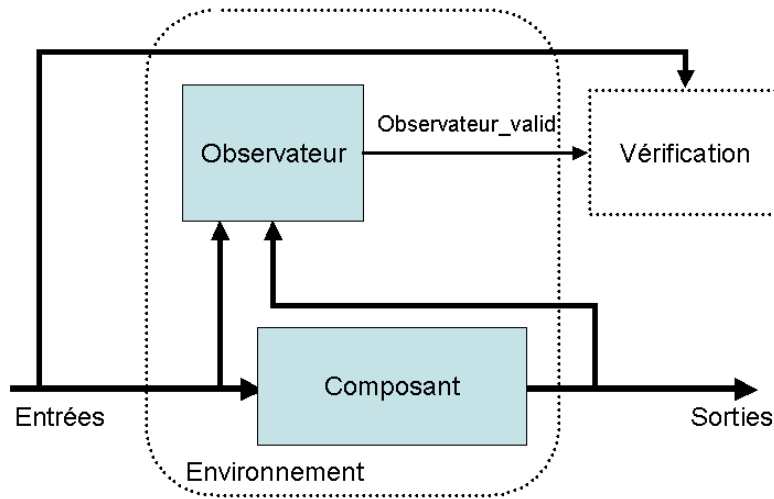 Observateur_valid
Observateur
Vérification
Composant
Entrées
Sorties
Environnement